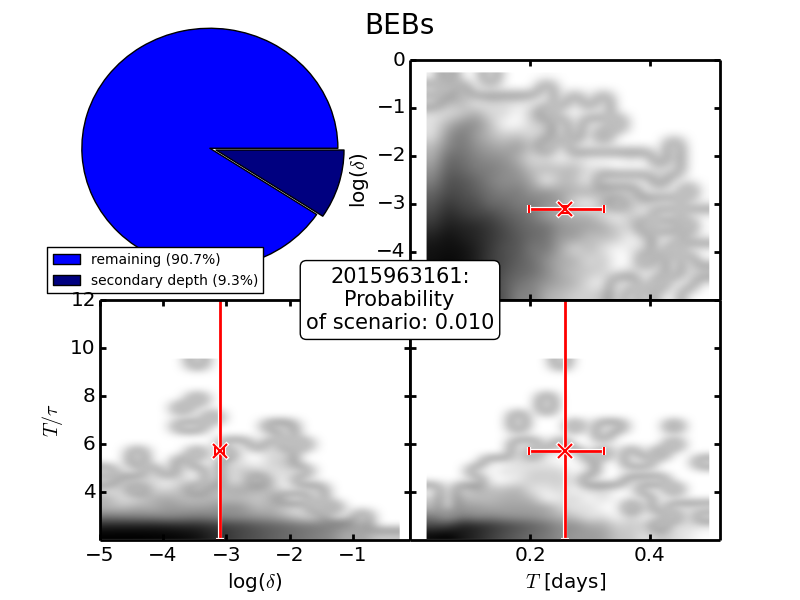 BEBs
0
−1
−2
−3
−4
log(δ)
remaining (90.7%)
secondary depth (9.3%)
2015963161:
Probability
of scenario: 0.010
12
10
8
6
4
T/τ
−5 −4 −3 −2 −1
log(δ)
0.2 0.4
T [days]